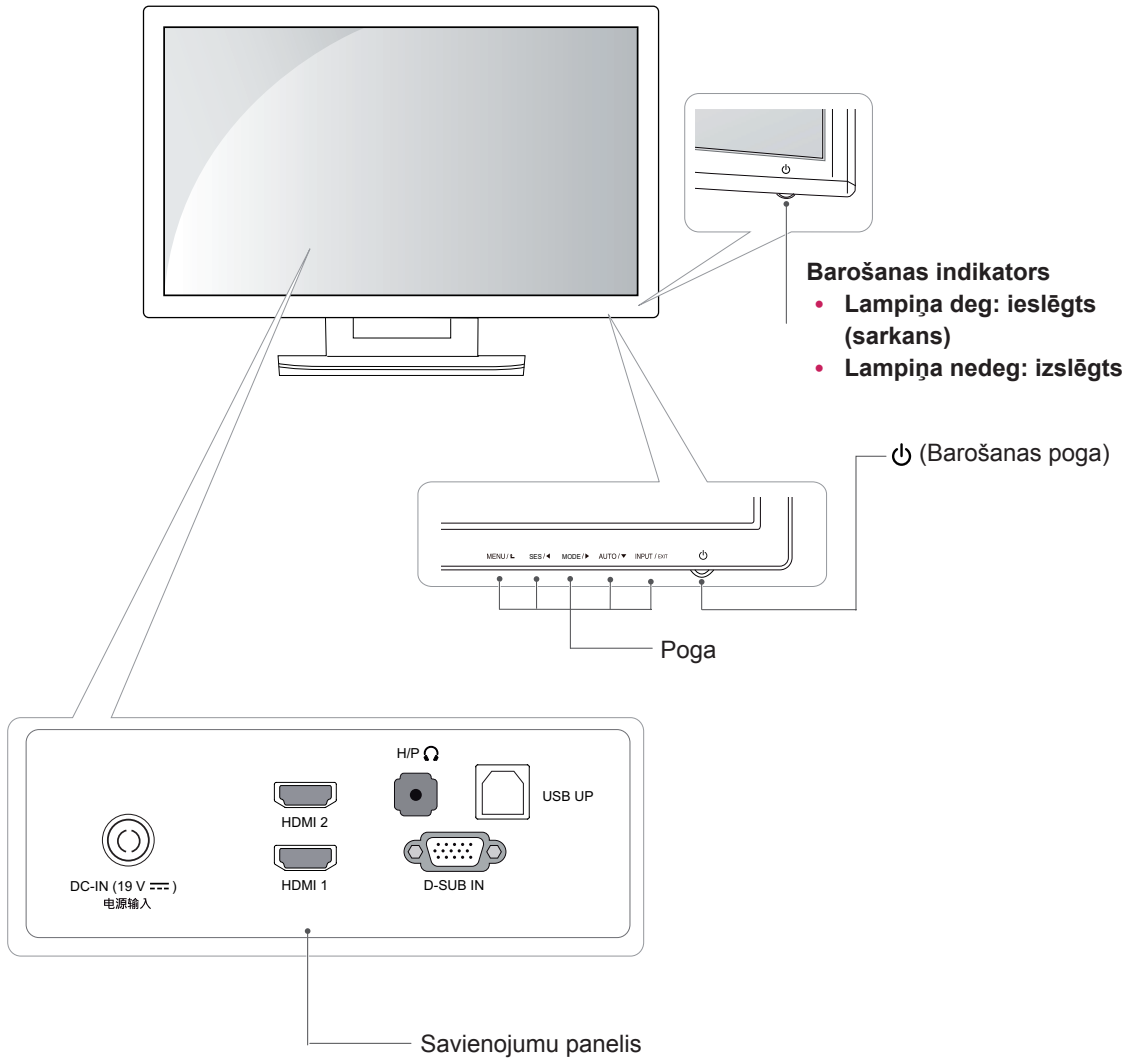 Barošanas indikators
• Lampiņa deg: ieslēgts
(sarkans)
• Lampiņa nedeg: izslēgts
(Barošanas poga)
MENU / SES / ◀ MODE / ▶ AUTO / ▼ INPUT / EXIT
Poga
H/P
USB UP
HDMI 2
HDMI 1
D-SUB IN
DC-IN (19 V ⎓)
电源输入
Savienojumu panelis